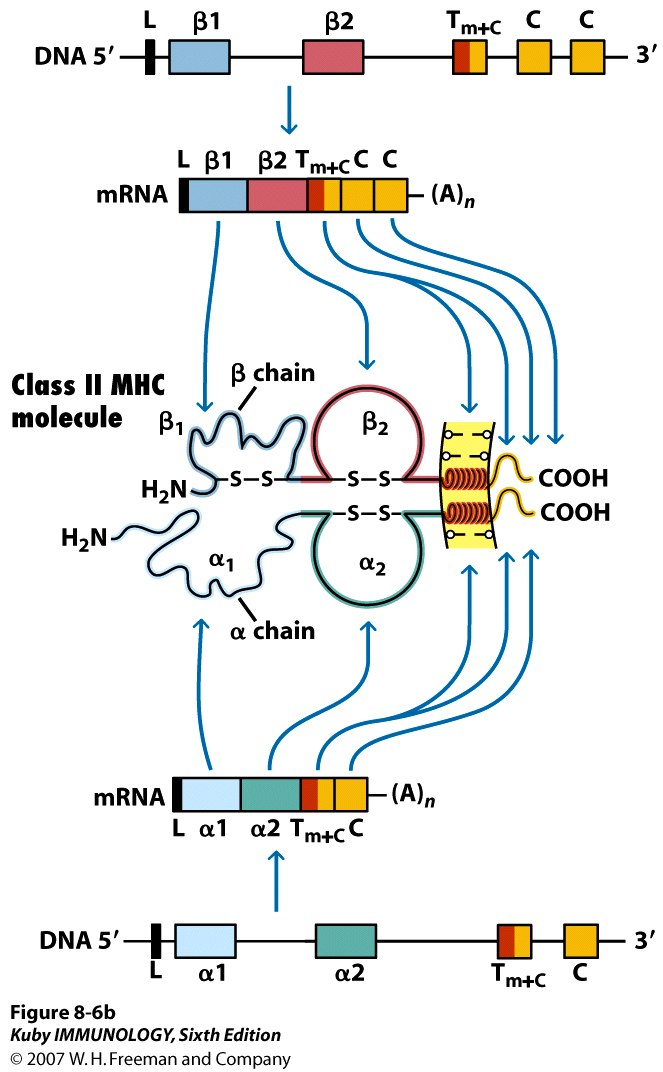 L β1 β2 Tm+C C C
DNA 5′ 3′
L β1 β2 Tm+C C C
mRNA (A)n
Class II MHC
molecule
β chain
β1 β2
H2N S–S S–S COOH
H2N S–S COOH
α1 α2
α chain
mRNA (A)n
L α1 α2 Tm+C C
DNA 5′ 3′
L α1 α2 Tm+C C
Figure 8-6b
Kuby IMMUNOLOGY, Sixth Edition
© 2007 W. H. Freeman and Company